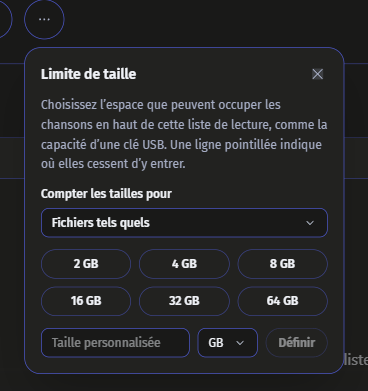 ...
Limite de taille
Choisissez l'espace que peuvent occuper les
chansons en haut de cette liste de lecture, comme la
capacité d'une clé USB. Une ligne pointillée indique
où elles cessent d'y entrer.
Compter les tailles pour
Fichiers tels quels
2 GB 4 GB 8 GB
16 GB 32 GB 64 GB
Taille personnalisée GB Définir
liste